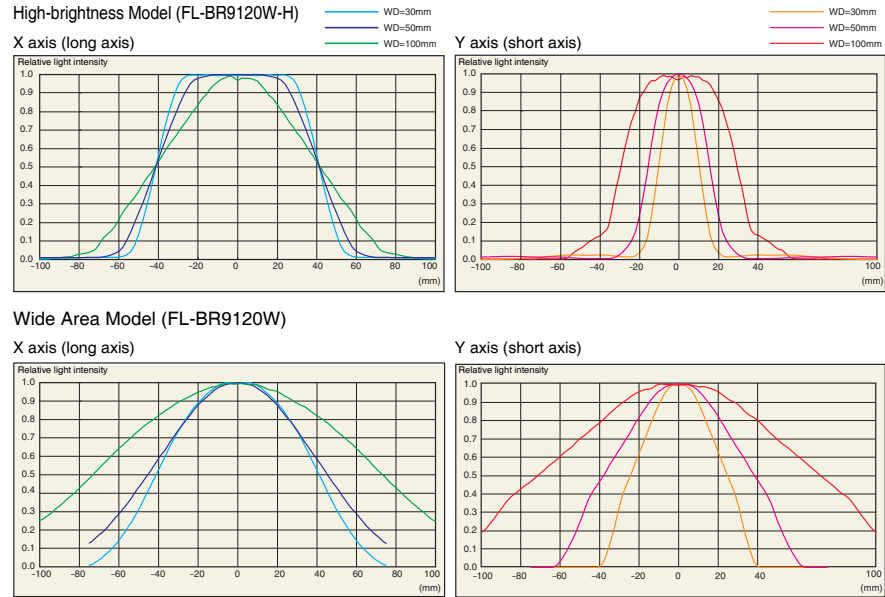 High-brightness Model (FL-BR9120W-H)
WD=30mm
WD=50mm
WD=100mm
WD=30mm
WD=50mm
WD=100mm
X axis (long axis)
Relative light intensity
1.0
0.9
0.8
0.7
0.6
0.5
0.4
0.3
0.2
0.1
0.0
-100 -80 -60 -40 -20 0 20 40 60 80 100
(mm)
Y axis (short axis)
Relative light intensity
1.0
0.9
0.8
0.7
0.6
0.5
0.4
0.3
0.2
0.1
0.0
-100 -80 -60 -40 -20 0 20 40 100
(mm)
Wide Area Model (FL-BR9120W)
X axis (long axis)
Relative light intensity
1.0
0.9
0.8
0.7
0.6
0.5
0.4
0.3
0.2
0.1
0.0
-100 -80 -60 -40 -20 0 20 40 60 80 100
(mm)
Y axis (short axis)
Relative light intensity
1.0
0.9
0.8
0.7
0.6
0.5
0.4
0.3
0.2
0.1
0.0
-100 -80 -60 -40 -20 0 20 40 100
(mm)